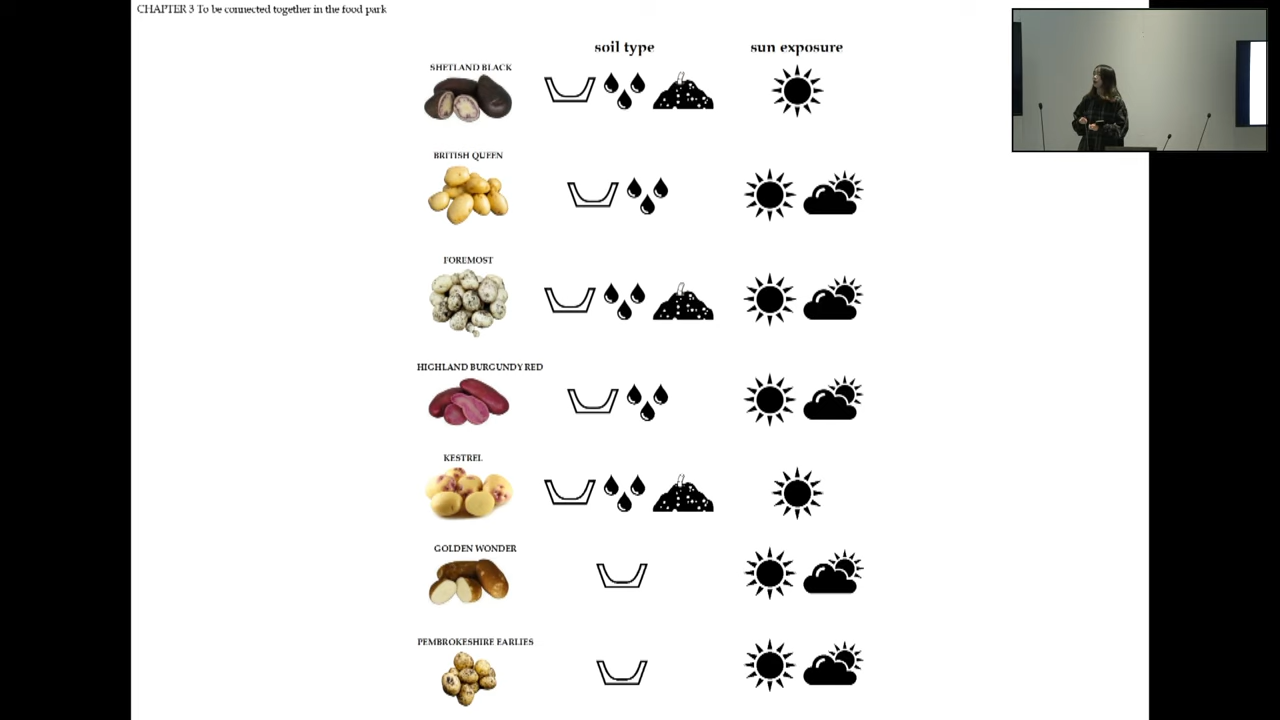 CHAPTER 3 To be connected together in the food park
soil type
sun exposure
SHETLAND BLACK
BRITISH QUEEN
FOREMOST
HIGHLAND BURGUNDY RED
KESTREL
GOLDEN WONDER
PEMBROKESHIRE EARLIES